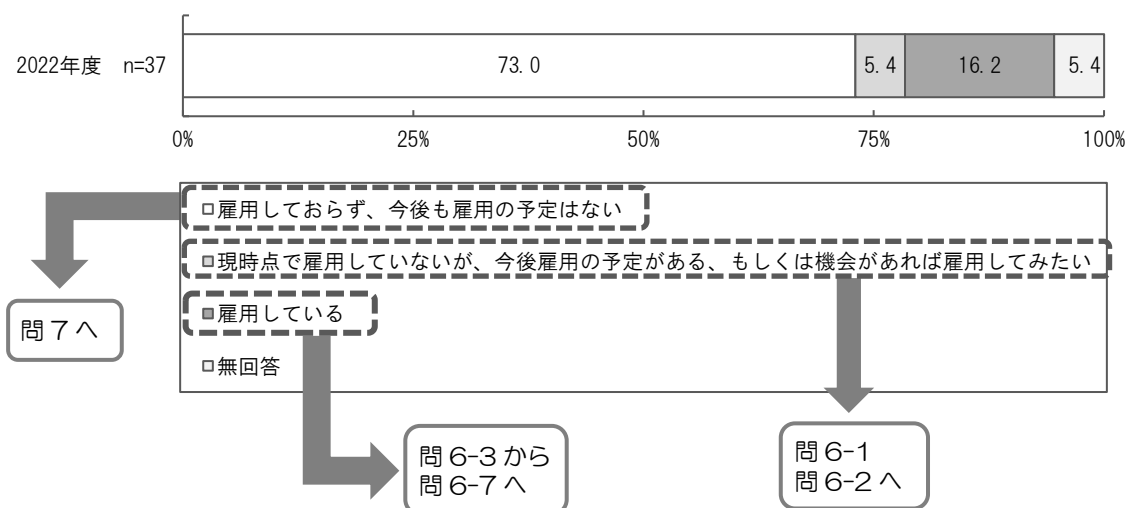 2022年度 n=37
73.0 5.4 16.2 5.4
0% 25% 50% 75% 100%
雇用しておらず、今後も雇用の予定はない
現時点で雇用していないが、今後雇用の予定がある、もしくは機会があれば雇用してみたい
雇用している
無回答
問7へ
問6-3から
問6-7へ
問6-1
問6-2へ